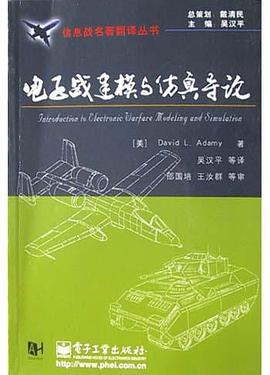 信息战名著翻译丛书
总策划 戴清民
主 编 吴汉平
电子战建模与仿真导论
Introduction to Electronic Warfare Modeling and Simulation
[美] David L. Adamy 著
吴汉平 等译
邵国培 王汝群 等审
AH
电子工业出版社
http://www.phei.com.cn